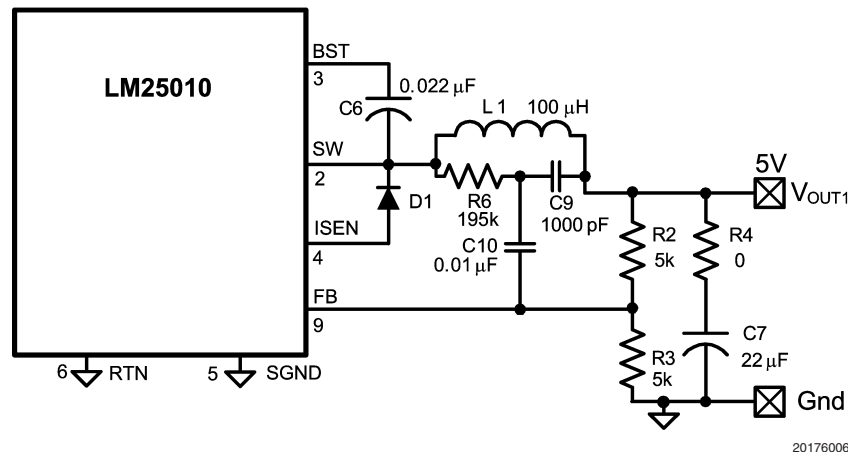 LM25010
BST
3
0.022 μF
C6
L 1 100 μH
SW
2
D1
R6
195k
C9
1000 pF
5V
VOUT1
ISEN
4
C10
0.01 μF
R2
5k
R4
0
FB
9
R3
5k
C7
22 μF
6 RTN
5 SGND
Gnd
20176006